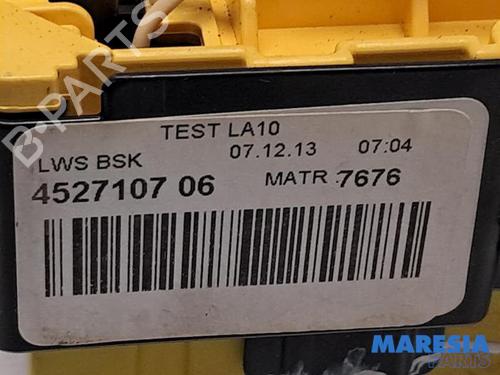 B-PARTS
TEST LA10
LWS BSK 07.12.13 07:04
4527107 06 MATR : 7676
MARESIA
PARTS